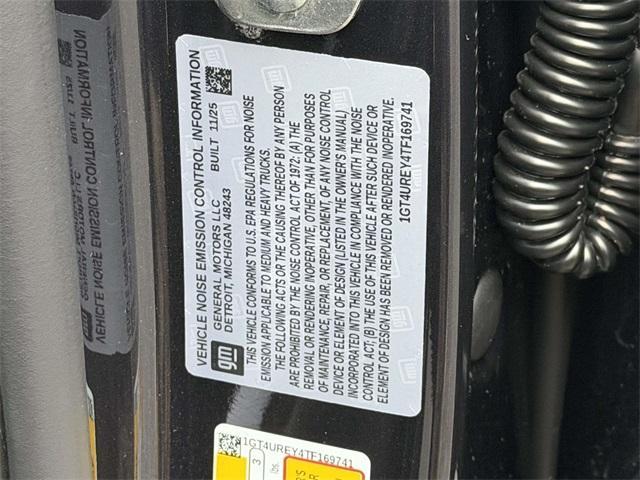 VEHICLE NOISE EMISSION CONTROL INFORMATION
gm
GENERAL MOTORS LLC BUILT 11/25
DETROIT, MICHIGAN 48243
THIS VEHICLE CONFORMS TO U.S. EPA REGULATIONS FOR NOISE
EMISSION APPLICABLE TO MEDIUM AND HEAVY TRUCKS.
THE FOLLOWING ACTS OR THE CAUSING THEREOF BY ANY PERSON
ARE PROHIBITED BY THE NOISE CONTROL ACT OF 1972: (A) THE
REMOVAL OR RENDERING INOPERATIVE, OTHER THAN FOR PURPOSES
OF MAINTENANCE, REPAIR, OR REPLACEMENT, OF ANY NOISE CONTROL
DEVICE OR ELEMENT OF DESIGN (LISTED IN THE OWNER'S MANUAL)
INCORPORATED INTO THIS VEHICLE IN COMPLIANCE WITH THE NOISE
CONTROL ACT; (B) THE USE OF THIS VEHICLE AFTER SUCH DEVICE OR
ELEMENT OF DESIGN HAS BEEN REMOVED OR RENDERED INOPERATIVE.
1GT4UREY4TF169741
1GT4UREY4TF169741
3
lbs.